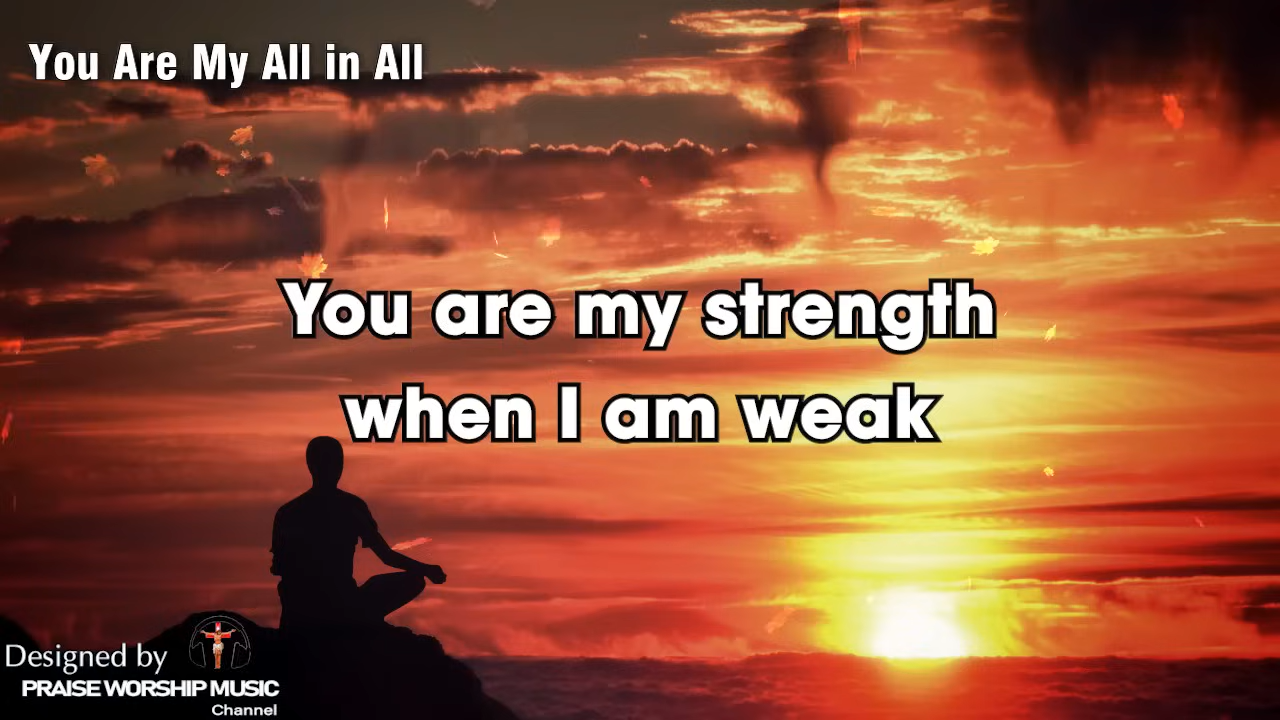 You Are My All in All
You are my strength
when I am weak
Designed by
PRAISE WORSHIP MUSIC
Channel